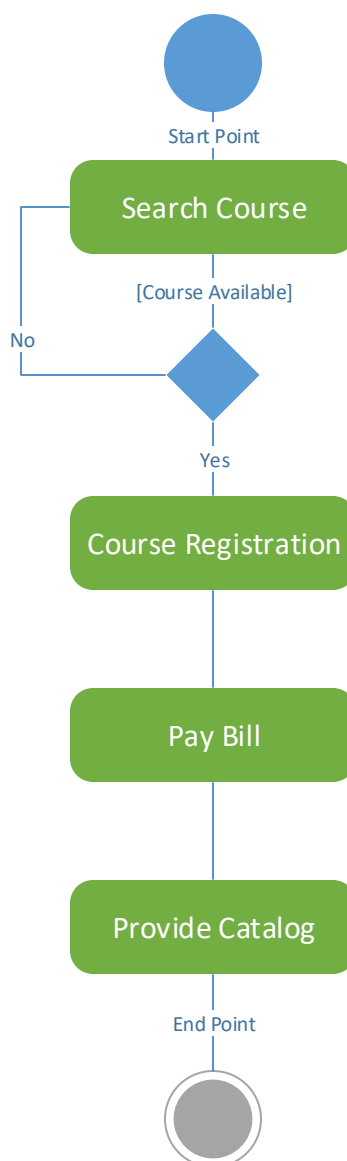 Start Point
Search Course
[Course Available]
No
Yes
Course Registration
Pay Bill
Provide Catalog
End Point